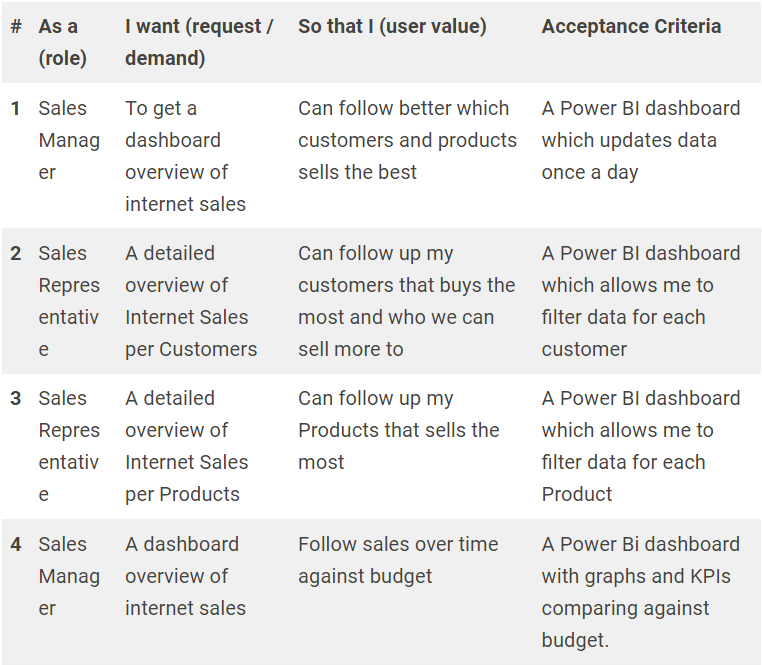 # As a (role) I want (request / demand) So that I (user value) Acceptance Criteria
1 Sales Manager To get a dashboard overview of internet sales Can follow better which customers and products sells the best A Power BI dashboard which updates data once a day
2 Sales Representative A detailed overview of Internet Sales per Customers Can follow up my customers that buys the most and who we can sell more to A Power BI dashboard which allows me to filter data for each customer
3 Sales Representative A detailed overview of Internet Sales per Products Can follow up my Products that sells the most A Power BI dashboard which allows me to filter data for each Product
4 Sales Manager A dashboard overview of internet sales Follow sales over time against budget A Power Bi dashboard with graphs and KPIs comparing against budget.